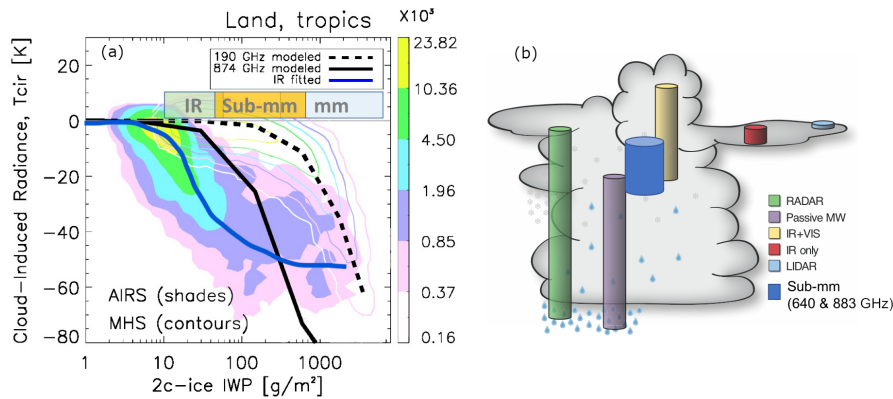 Land, tropics
X10³
(a)
190 GHz modeled
874 GHz modeled
IR fitted
IR Sub-mm mm
Cloud-Induced Radiance, Tcir [K]
20
0
-20
-40
-60
-80
AIRS (shades)
MHS (contours)
1 10 100 1000
2c-ice IWP [g/m²]
23.82
10.36
4.50
1.96
0.85
0.37
0.16
(b)
RADAR
Passive MW
IR+VIS
IR only
LIDAR
Sub-mm
(640 & 883 GHz)